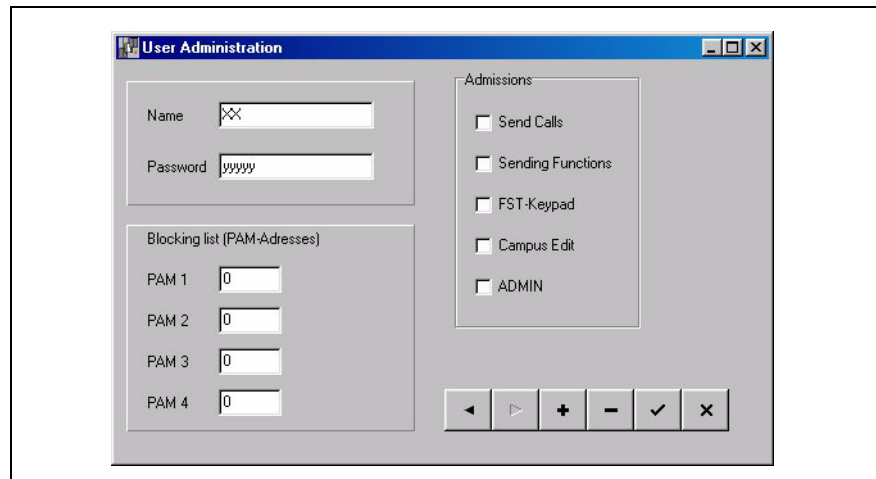 User Administration
Name XX
Password yyyyy
Blocking list (PAM-Adresses)
PAM 1 0
PAM 2 0
PAM 3 0
PAM 4 0
Admissions
Send Calls
Sending Functions
FST-Keypad
Campus Edit
ADMIN